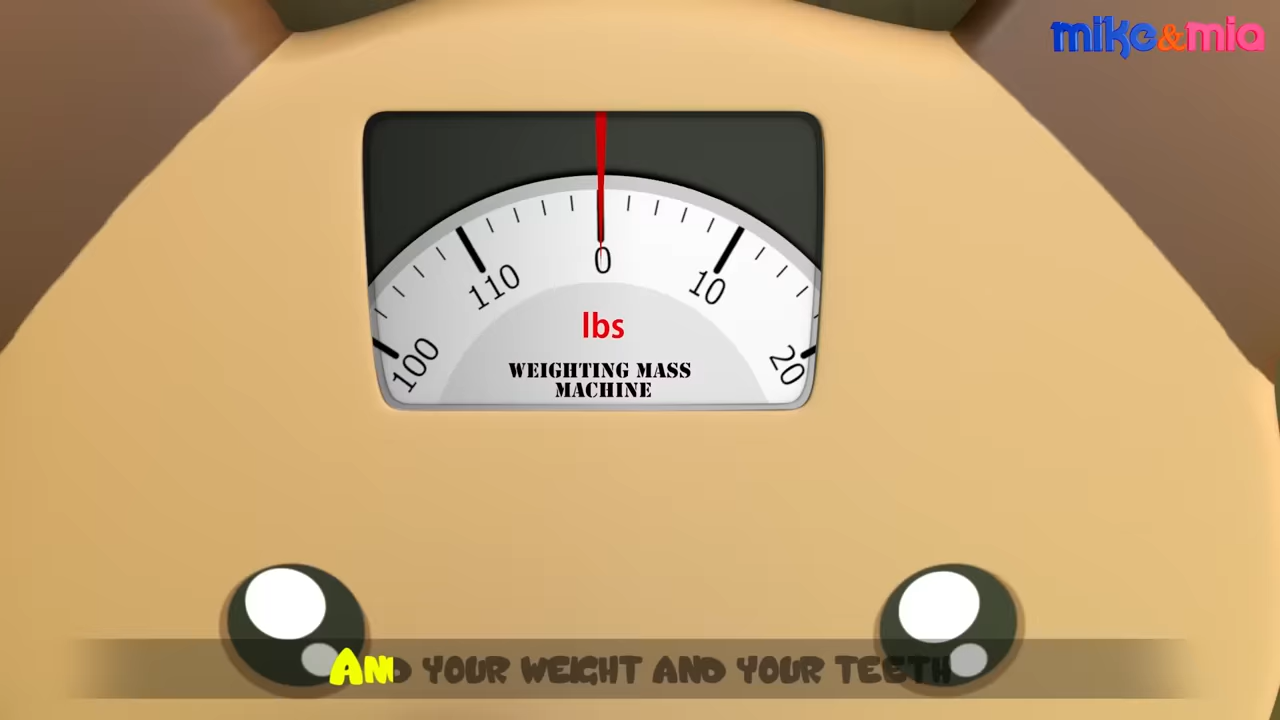 mike&mia
0
110
10
100
20
lbs
WEIGHTING MASS
MACHINE
AND YOUR WEIGHT AND YOUR TEETH